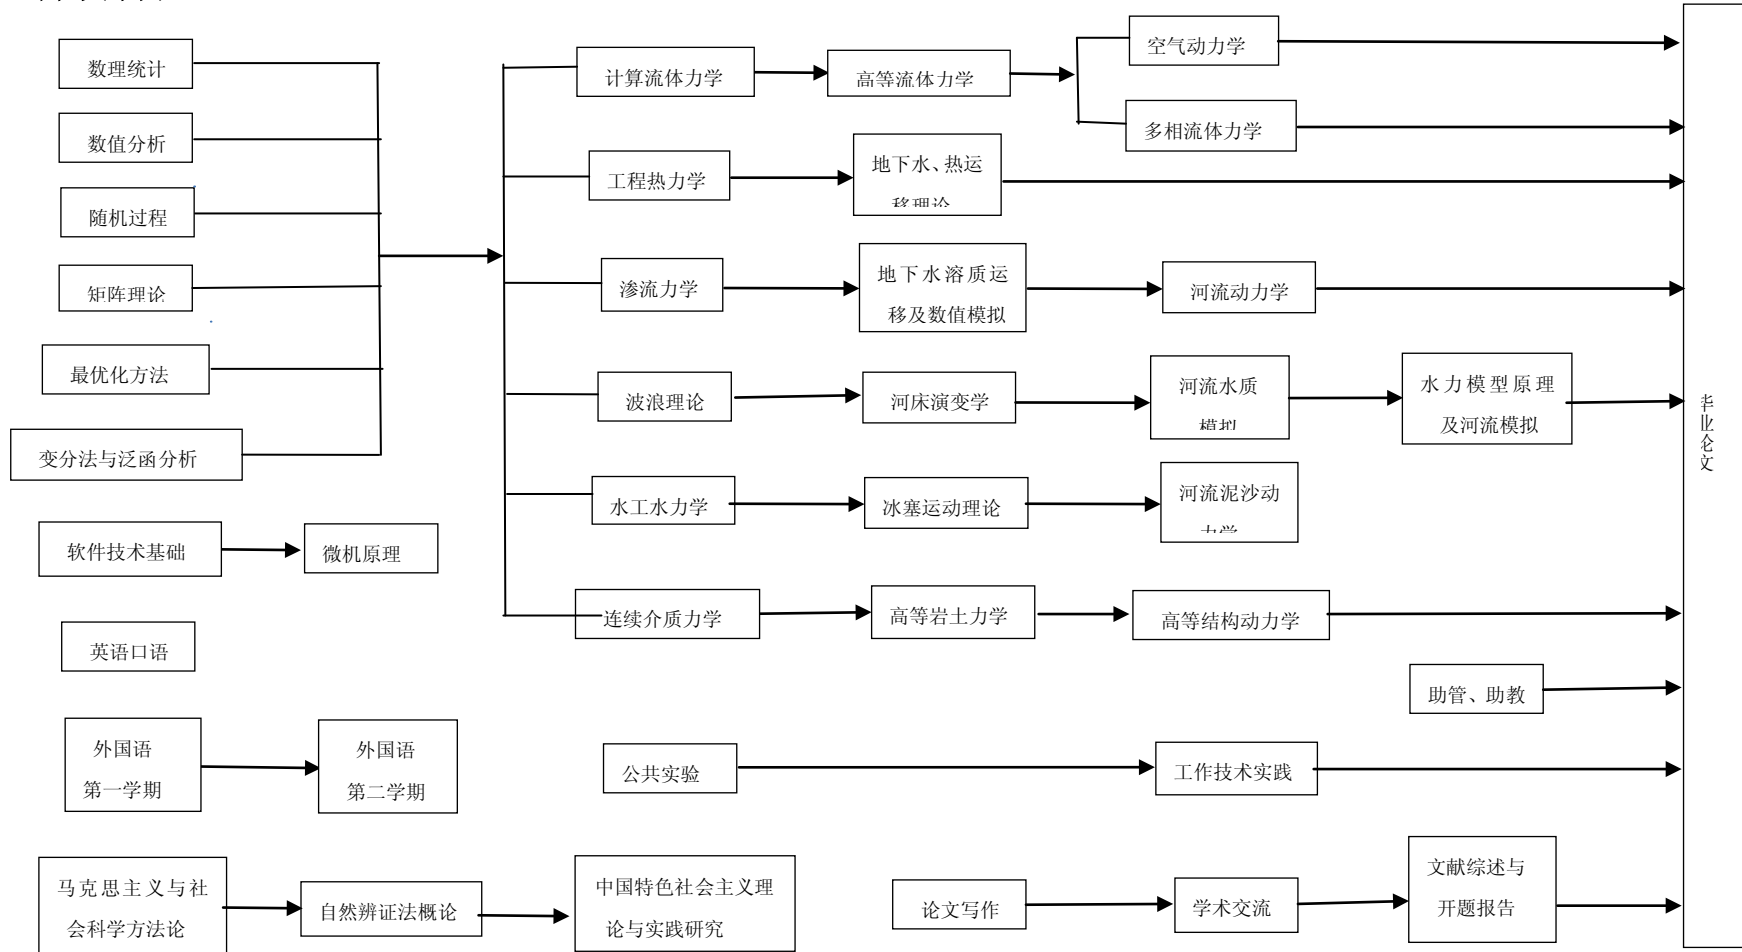 数理统计
数值分析
随机过程
矩阵理论
最优化方法
变分法与泛函分析
软件技术基础
微机原理
英语口语
外国语
第一学期
外国语
第二学期
马克思主义与社
会科学方法论
自然辨证法概论
中国特色社会主义理
论与实践研究
计算流体力学
高等流体力学
空气动力学
多相流体力学
工程热力学
地下水、热运
移理论
渗流力学
地下水溶质运
移及数值模拟
河流动力学
波浪理论
河床演变学
河流水质
模拟
水力模型原理
及河流模拟
水工水力学
冰塞运动理论
河流泥沙动
力学
连续介质力学
高等岩土力学
高等结构动力学
助管、助教
公共实验
工作技术实践
论文写作
学术交流
文献综述与
开题报告
毕业论文